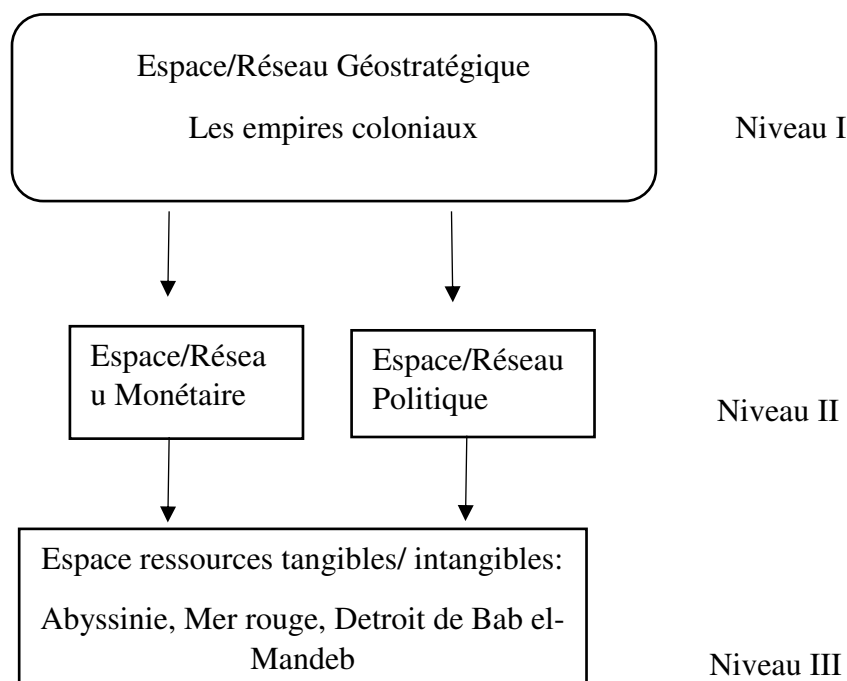 Espace/Réseau Géostratégique
Les empires coloniaux
Niveau I
Espace/Résea
u Monétaire
Espace/Réseau
Politique
Niveau II
Espace ressources tangibles/ intangibles:
Abyssinie, Mer rouge, Detroit de Bab el-
Mandeb
Niveau III